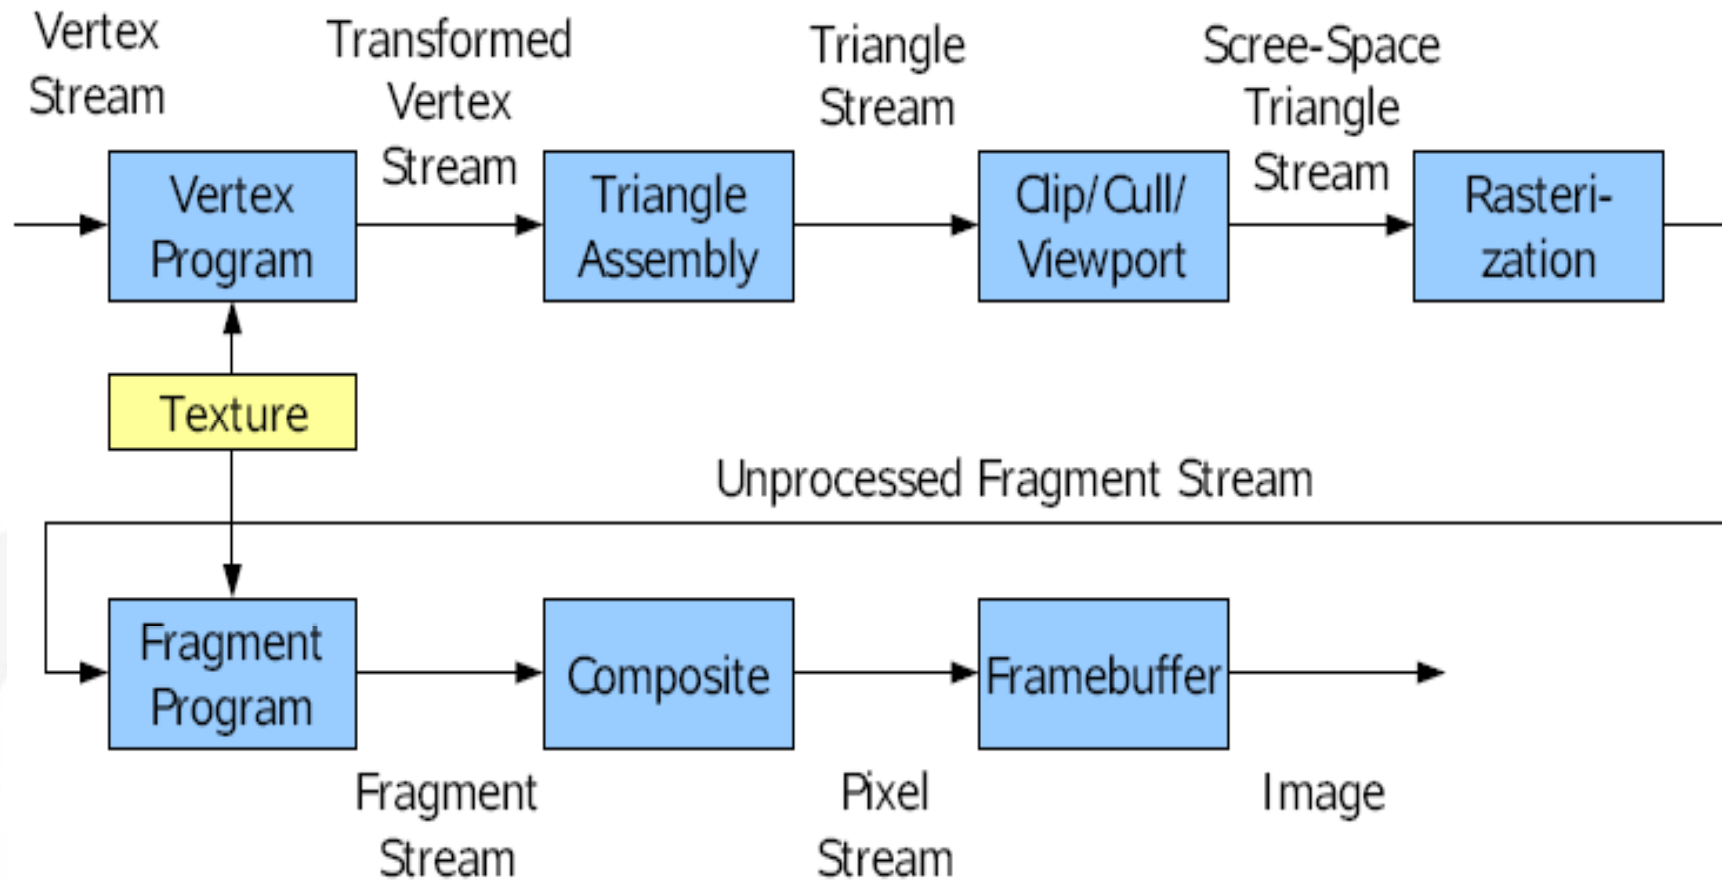 Vertex
Stream
Transformed
Vertex
Stream
Triangle
Stream
Scree-Space
Triangle
Stream
Vertex
Program
Triangle
Assembly
Clip/Cull/
Viewport
Rasteri-
zation
Texture
Unprocessed Fragment Stream
Fragment
Program
Composite
Framebuffer
Fragment
Stream
Pixel
Stream
Image